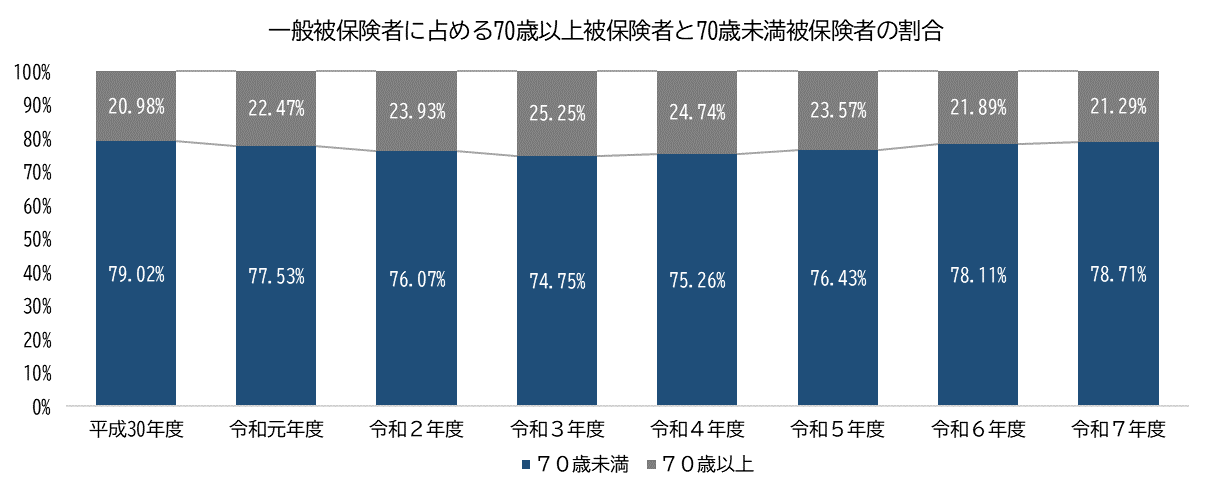 一般被保険者に占める70歳以上被保険者と70歳未満被保険者の割合
100%
90%
80%
70%
60%
50%
40%
30%
20%
10%
0%
20.98% 22.47% 23.93% 25.25% 24.74% 23.57% 21.89% 21.29%
79.02% 77.53% 76.07% 74.75% 75.26% 76.43% 78.11% 78.71%
平成30年度 令和元年度 令和２年度 令和３年度 令和４年度 令和５年度 令和６年度 令和７年度
７０歳未満 ７０歳以上